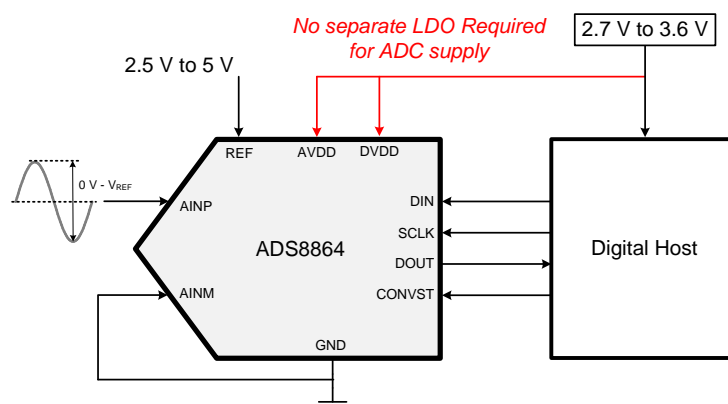 No separate LDO Required
for ADC supply
2.7 V to 3.6 V
2.5 V to 5 V
REF
AVDD
DVDD
0 V - VREF
AINP
DIN
SCLK
ADS8864
DOUT
Digital Host
AINM
CONVST
GND